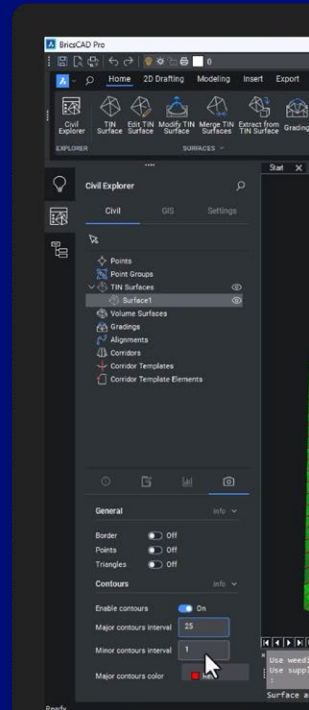 BricsCAD Pro
0
Home 2D Drafting Modeling Insert Export
Civil Explorer
TIN Surface
Edit TIN Surface
Modify TIN Surface
Merge TIN Surfaces
Extract from TIN Surface
Grading
EXPLORER
SURFACES
Start
Civil Explorer
Civil GIS Settings
Points
Point Groups
TIN Surfaces
Surface1
Volume Surfaces
Gradings
Alignments
Corridors
Corridor Templates
Corridor Template Elements
General Info
Border Off
Points Off
Triangles Off
Contours Info
Enable contours On
Major contours interval 25
Minor contours interval 1
Major contours color
Use weed
Use suppl
:
Surface a
Ready